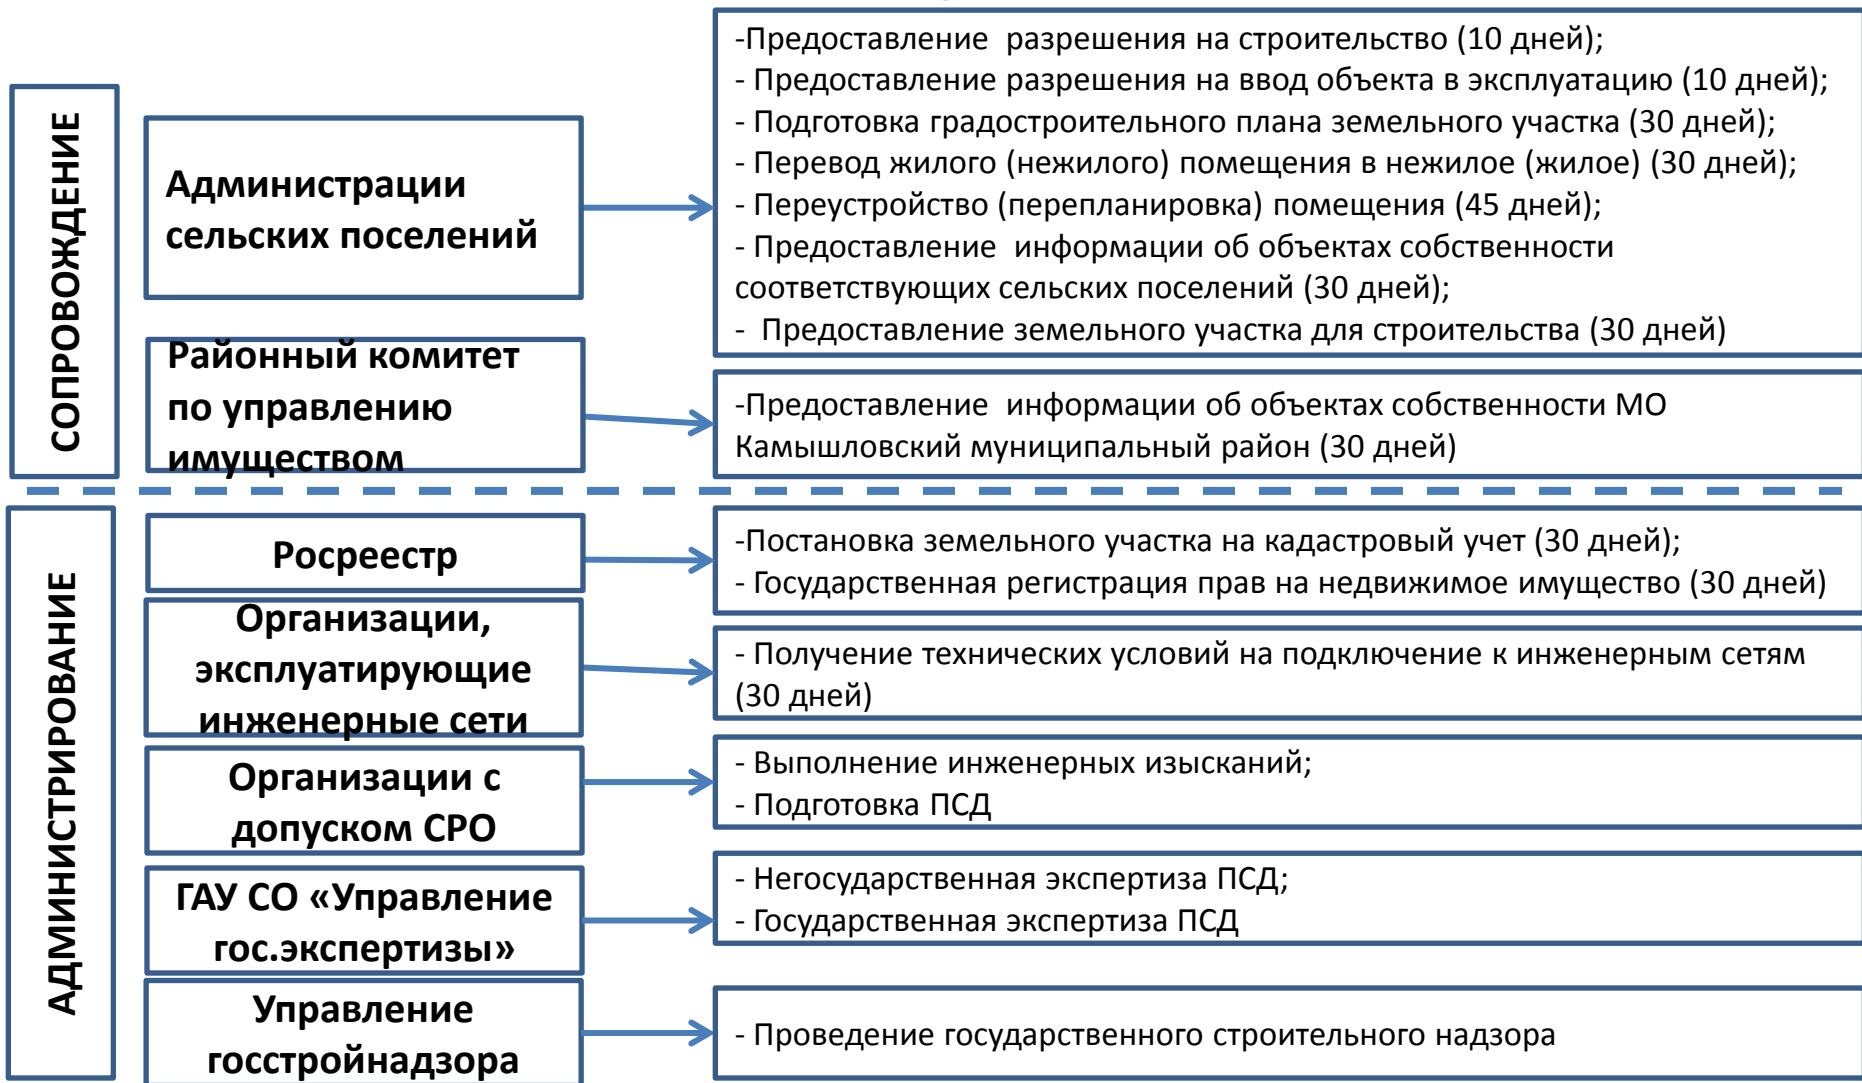 СОПРОВОЖДЕНИЕ
Администрации
сельских поселений
-Предоставление разрешения на строительство (10 дней);
- Предоставление разрешения на ввод объекта в эксплуатацию (10 дней);
- Подготовка градостроительного плана земельного участка (30 дней);
- Перевод жилого (нежилого) помещения в нежилое (жилое) (30 дней);
- Переустройство (перепланировка) помещения (45 дней);
- Предоставление информации об объектах собственности
соответствующих сельских поселений (30 дней);
- Предоставление земельного участка для строительства (30 дней)
Районный комитет
по управлению
имуществом
-Предоставление информации об объектах собственности МО
Камышловский муниципальный район (30 дней)
АДМИНИСТРИРОВАНИЕ
Росреестр
-Постановка земельного участка на кадастровый учет (30 дней);
- Государственная регистрация прав на недвижимое имущество (30 дней)
Организации,
эксплуатирующие
инженерные сети
- Получение технических условий на подключение к инженерным сетям
(30 дней)
Организации с
допуском СРО
- Выполнение инженерных изысканий;
- Подготовка ПСД
ГАУ СО «Управление
гос.экспертизы»
- Негосударственная экспертиза ПСД;
- Государственная экспертиза ПСД
Управление
госстройнадзора
- Проведение государственного строительного надзора